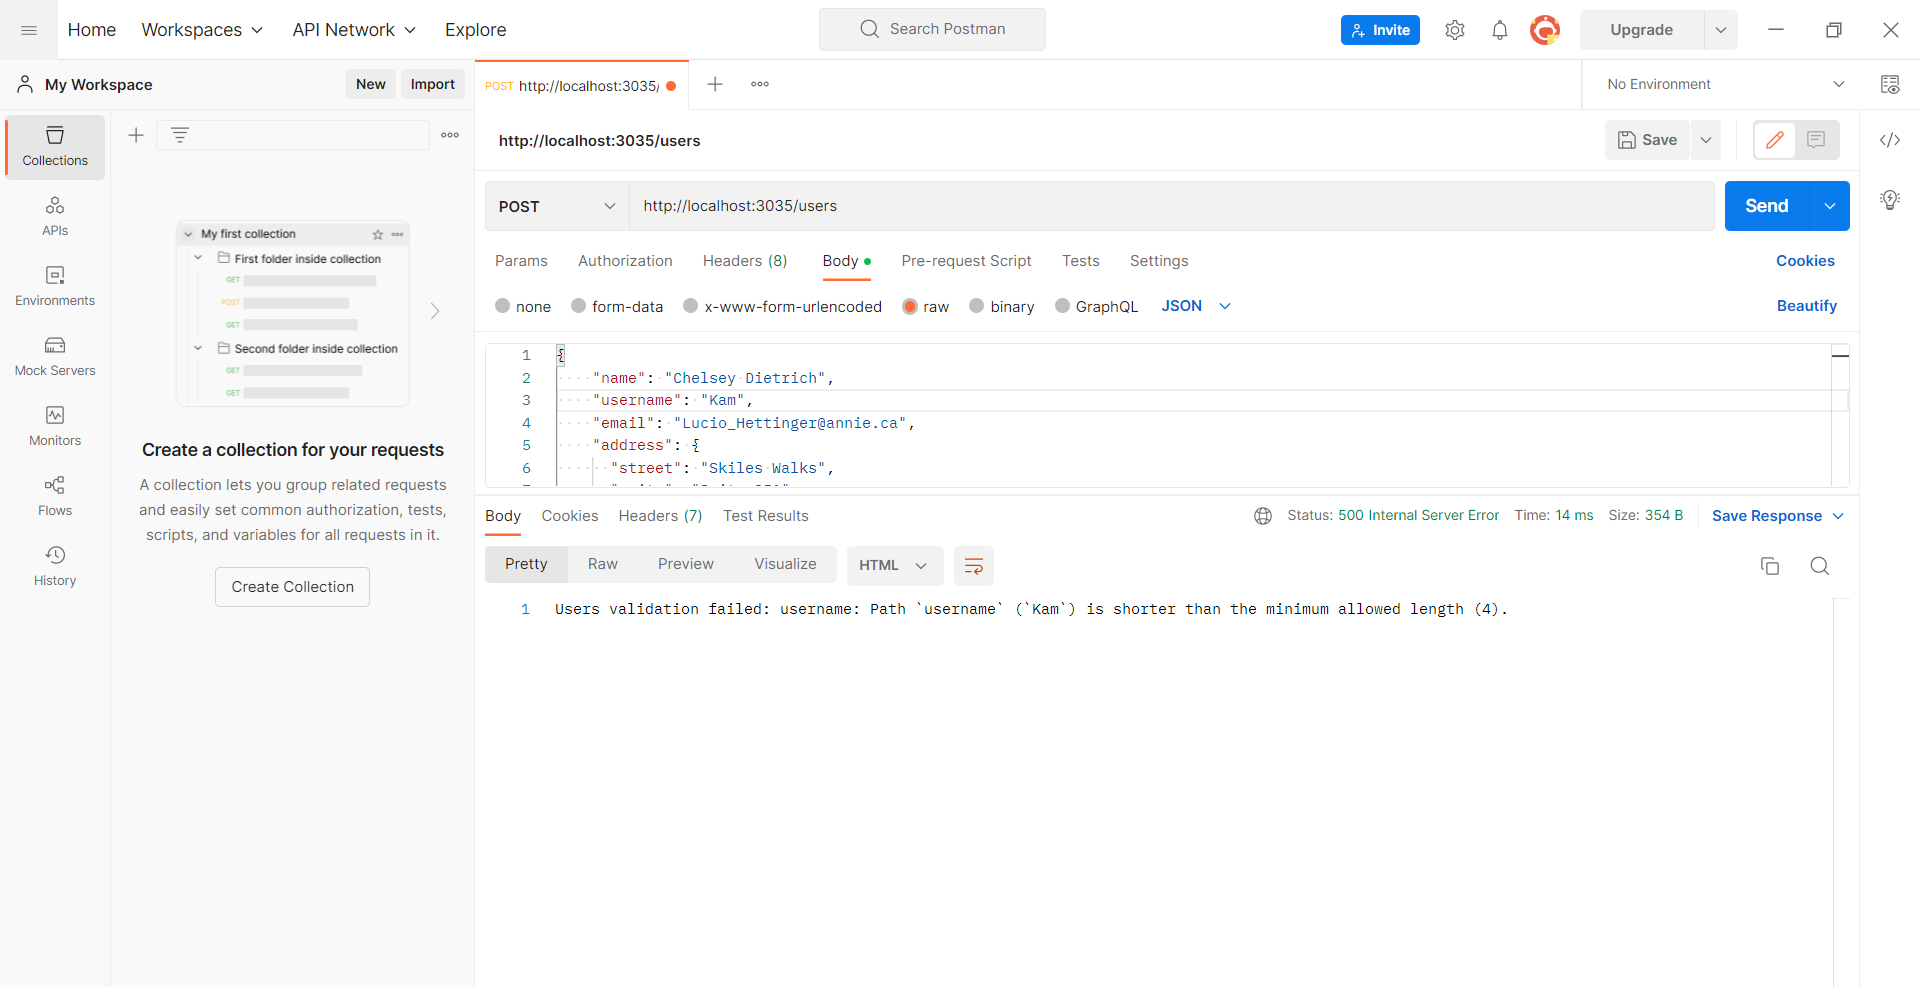 Home
Workspaces
API Network
Explore
Search Postman
Invite
Upgrade
My Workspace
New
Import
POST http://localhost:3035/
No Environment
Collections
APIs
Environments
Mock Servers
Monitors
Flows
History
My first collection
First folder inside collection
GET
POST
GET
Second folder inside collection
GET
GET
Create a collection for your requests
A collection lets you group related requests
and easily set common authorization, tests,
scripts, and variables for all requests in it.
Create Collection
http://localhost:3035/users
Save
POST
http://localhost:3035/users
Send
Params
Authorization
Headers (8)
Body
Pre-request Script
Tests
Settings
Cookies
none
form-data
x-www-form-urlencoded
raw
binary
GraphQL
JSON
Beautify
1 {
2 "name": "Chelsey Dietrich",
3 "username": "Kam",
4 "email": "Lucio_Hettinger@annie.ca",
5 "address": {
6 "street": "Skiles Walks",
Body
Cookies
Headers (7)
Test Results
Status: 500 Internal Server Error
Time: 14 ms
Size: 354 B
Save Response
Pretty
Raw
Preview
Visualize
HTML
1 Users validation failed: username: Path `username` (`Kam`) is shorter than the minimum allowed length (4).